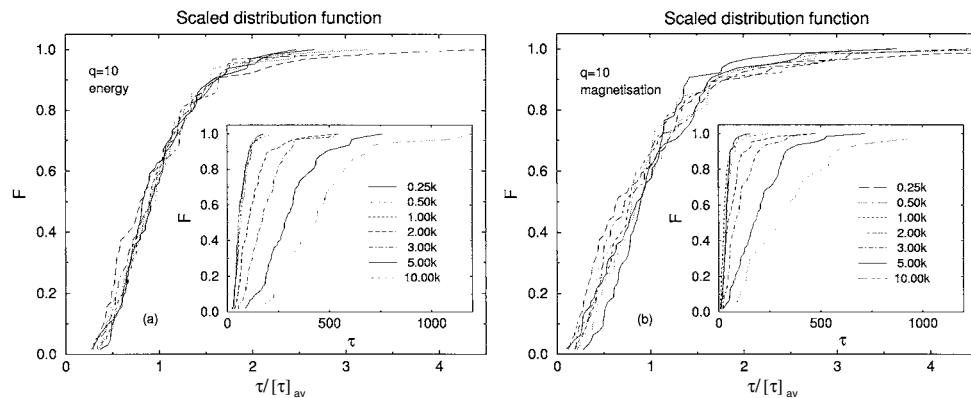 Scaled distribution function
1.0
0.8
0.6
0.4
0.2
0.0
F
q=10
energy
(a)
1.0
0.8
0.6
0.4
0.2
0.0
F
0.25k
0.50k
1.00k
2.00k
3.00k
5.00k
10.00k
0 500 1000
τ
0 1 2 3 4
τ/[τ]av
Scaled distribution function
1.0
0.8
0.6
0.4
0.2
0.0
F
q=10
magnetisation
(b)
1.0
0.8
0.6
0.4
0.2
0.0
F
0.25k
0.50k
1.00k
2.00k
3.00k
5.00k
10.00k
0 500 1000
τ
0 1 2 3 4
τ/[τ]av